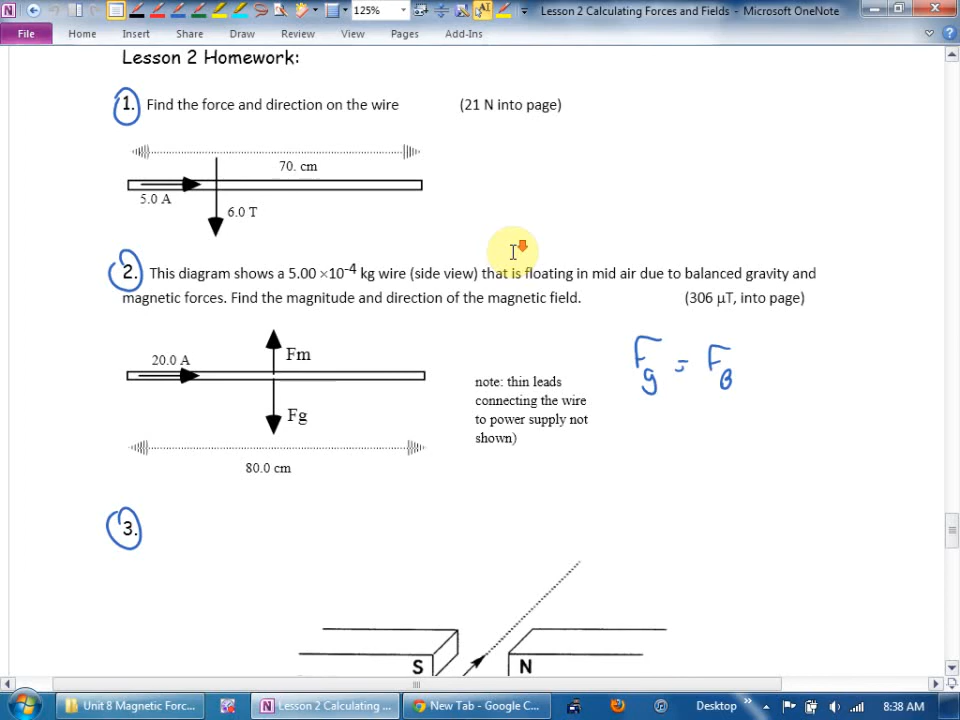 125%
Lesson 2 Calculating Forces and Fields - Microsoft OneNote
File Home Insert Share Draw Review View Pages Add-Ins
Lesson 2 Homework:
1. Find the force and direction on the wire (21 N into page)
70. cm
5.0 A
6.0 T
2. This diagram shows a 5.00 ×10⁻⁴ kg wire (side view) that is floating in mid air due to balanced gravity and
magnetic forces. Find the magnitude and direction of the magnetic field. (306 μT, into page)
20.0 A
Fm
Fg
80.0 cm
note: thin leads
connecting the wire
to power supply not
shown)
Fg = FB
3.
S
N
Unit 8 Magnetic Forc... Lesson 2 Calculating ... New Tab - Google C... Desktop » 8:38 AM